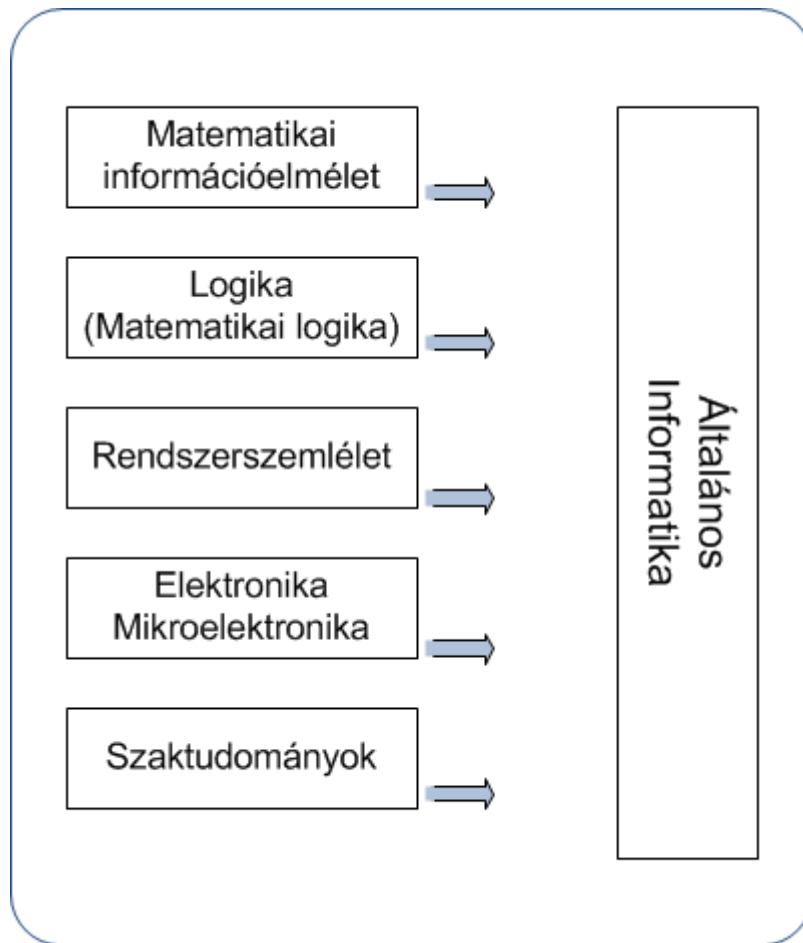 Matematikai
információelmélet
Logika
(Matematikai logika)
Rendszerszemlélet
Elektronika
Mikroelektronika
Szaktudományok
Általános
Informatika